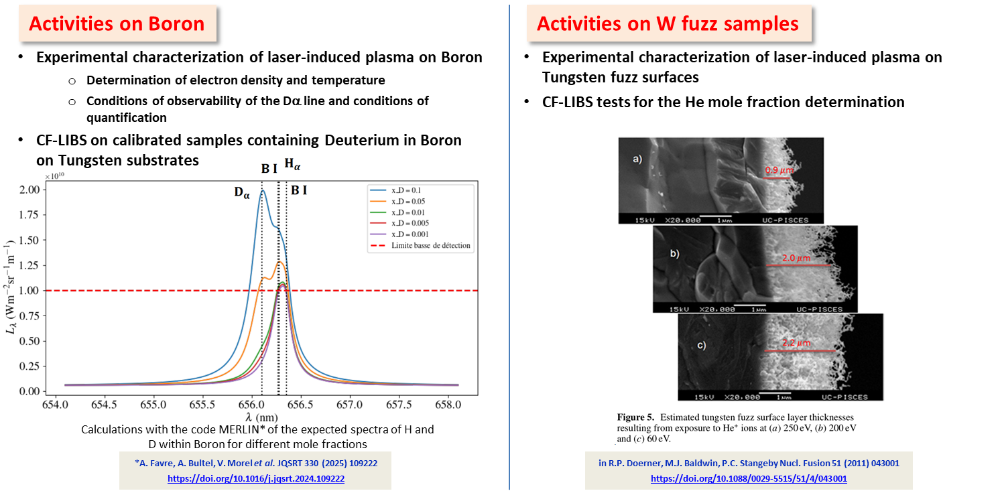 Activities on Boron
• Experimental characterization of laser-induced plasma on Boron
o Determination of electron density and temperature
o Conditions of observability of the Dα line and conditions of
quantification
• CF-LIBS on calibrated samples containing Deuterium in Boron
on Tungsten substrates
B I
Hα
×10¹⁰
Dα
B I
x_D = 0.1
x_D = 0.05
x_D = 0.01
x_D = 0.005
x_D = 0.001
Limite basse de détection
2.00
1.75
1.50
1.25
1.00
0.75
0.50
0.25
0.00
Lλ (Wm⁻²sr⁻¹m⁻¹)
654.0 654.5 655.0 655.5 656.0 656.5 657.0 657.5 658.0
λ (nm)
Calculations with the code MERLIN* of the expected spectra of H and
D within Boron for different mole fractions
*A. Favre, A. Bultel, V. Morel et al. JQSRT 330 (2025) 109222
https://doi.org/10.1016/j.jqsrt.2024.109222
Activities on W fuzz samples
• Experimental characterization of laser-induced plasma on
Tungsten fuzz surfaces
• CF-LIBS tests for the He mole fraction determination
a)
0.9 μm
15kV X20,000 1μm UC-PISCES
b)
2.0 μm
15kV X20,000 1μm UC-PISCES
c)
2.2 μm
15kV X20,000 1μm UC-PISCES
Figure 5. Estimated tungsten fuzz surface layer thicknesses
resulting from exposure to He⁺ ions at (a) 250 eV, (b) 200 eV
and (c) 60 eV.
in R.P. Doerner, M.J. Baldwin, P.C. Stangeby Nucl. Fusion 51 (2011) 043001
https://doi.org/10.1088/0029-5515/51/4/043001